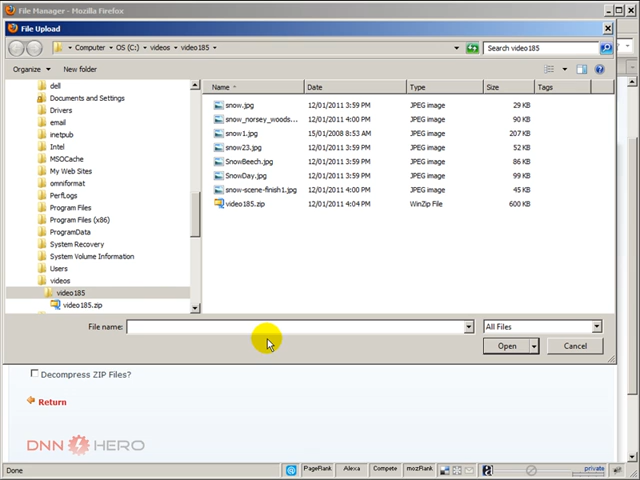 File Manager - Mozilla Firefox
File Upload
Computer OS (C:) videos video185
Search video185
Organize New folder
Name Date Type Size Tags
dell
Documents and Settings
Drivers
email
inetpub
Intel
MSOCache
My Web Sites
omniformat
PerfLogs
Program Files
Program Files (x86)
ProgramData
System Recovery
System Volume Information
Users
videos
video185
video185.zip
snow.jpg 12/01/2011 3:59 PM JPEG image 29 KB
snow_norsey_woods... 12/01/2011 4:00 PM JPEG image 90 KB
snow1.jpg 15/01/2008 8:53 AM JPEG image 207 KB
snow23.jpg 12/01/2011 3:59 PM JPEG image 52 KB
SnowBeech.jpg 12/01/2011 3:59 PM JPEG image 86 KB
SnowDay.jpg 12/01/2011 3:59 PM JPEG image 99 KB
snow-scene-finish1.jpg 12/01/2011 4:00 PM JPEG image 45 KB
video185.zip 12/01/2011 4:04 PM WinZip File 600 KB
File name: All Files
Open Cancel
Decompress ZIP Files?
Return
DNN HERO
Done @ PageRank Alexa Compete mozRank private